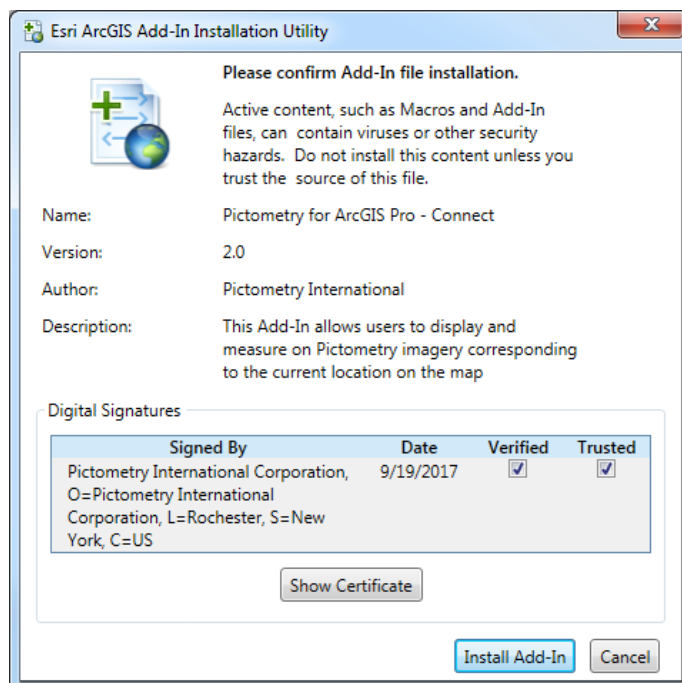 Esri ArcGIS Add-In Installation Utility
Please confirm Add-In file installation.
Active content, such as Macros and Add-In
files, can contain viruses or other security
hazards. Do not install this content unless you
trust the source of this file.
Name: Pictometry for ArcGIS Pro - Connect
Version: 2.0
Author: Pictometry International
Description: This Add-In allows users to display and
measure on Pictometry imagery corresponding
to the current location on the map
Digital Signatures
Signed By Date Verified Trusted
Pictometry International Corporation, 9/19/2017
O=Pictometry International
Corporation, L=Rochester, S=New
York, C=US
Show Certificate
Install Add-In Cancel